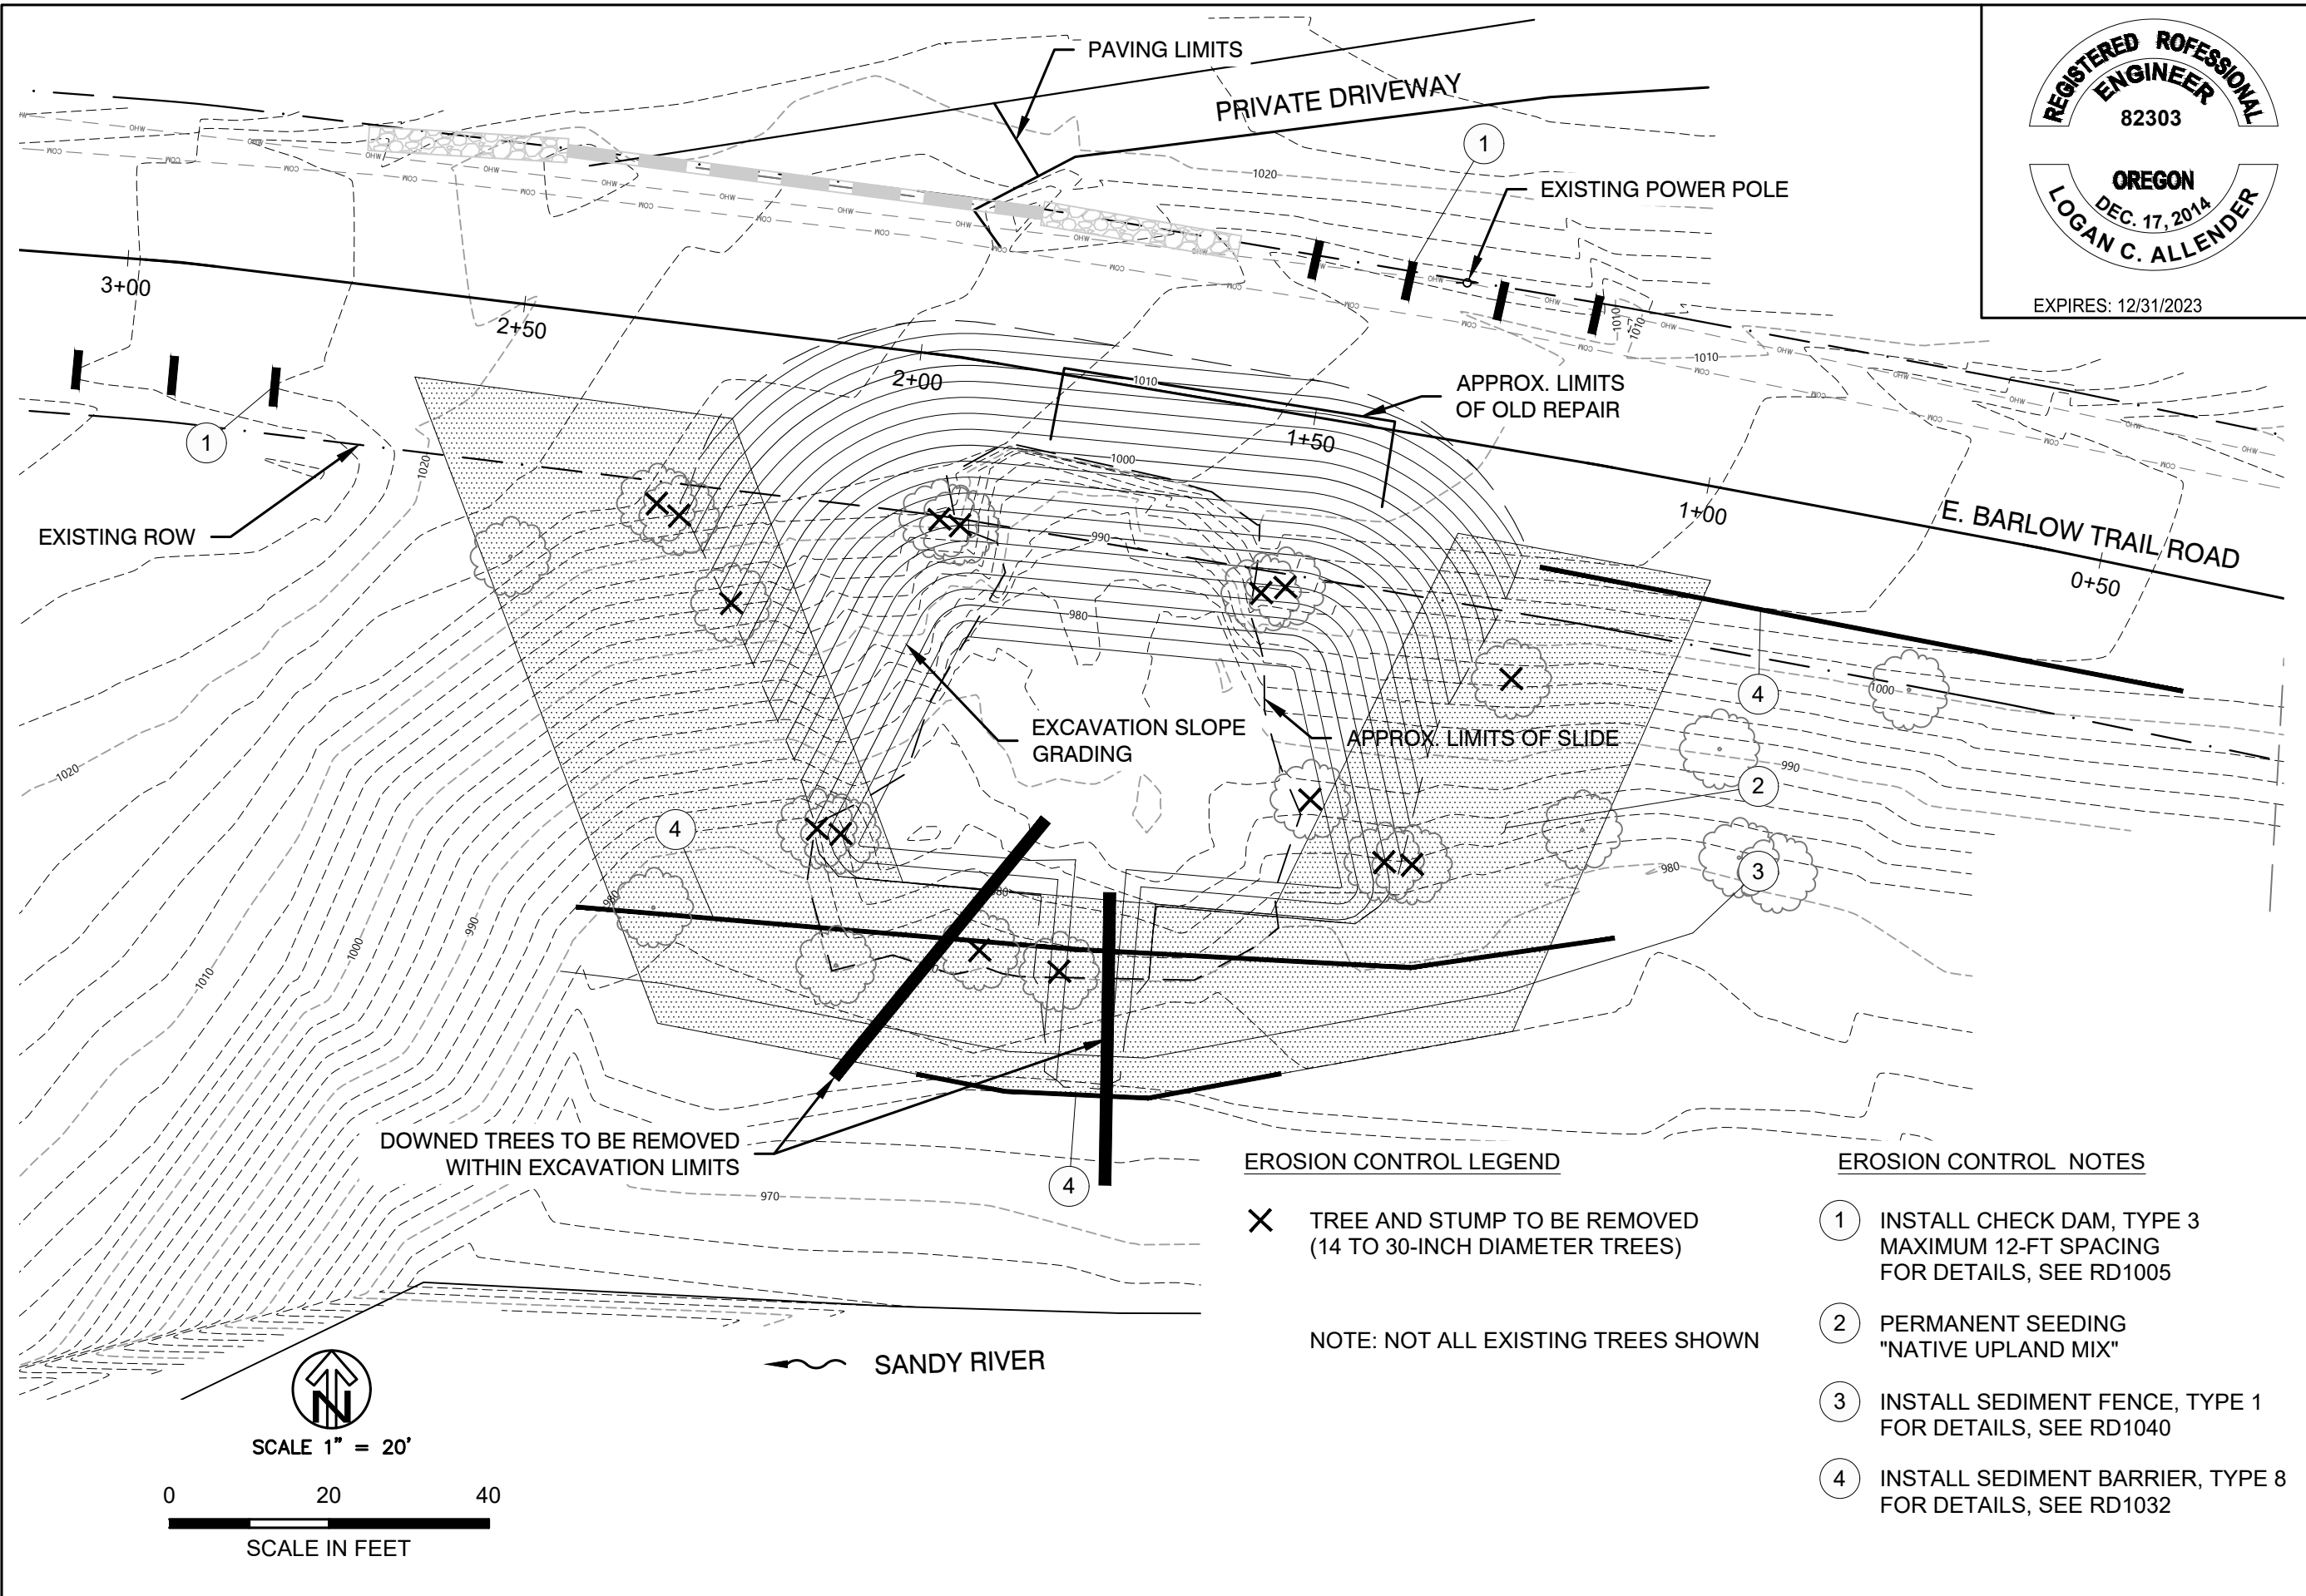 PAVING LIMITS
PRIVATE DRIVEWAY
1
EXISTING POWER POLE
REGISTERED ROFESSIONAL
ENGINEER
82303
OREGON
DEC. 17, 2014
LOGAN C. ALLENDER
EXPIRES: 12/31/2023
OHW
COM
1020
3+00
2+50
2+00
1010
1010
1010
1010
APPROX. LIMITS
OF OLD REPAIR
1+50
1000
1
1020
EXISTING ROW
1+00
E. BARLOW TRAIL ROAD
0+50
990
980
4
1000
EXCAVATION SLOPE
GRADING
APPROX. LIMITS OF SLIDE
990
2
1020
4
3
980
980
980
990
1000
1010
DOWNED TREES TO BE REMOVED
WITHIN EXCAVATION LIMITS
4
970
SANDY RIVER
N
SCALE 1" = 20'
0 20 40
SCALE IN FEET
EROSION CONTROL LEGEND
TREE AND STUMP TO BE REMOVED
(14 TO 30-INCH DIAMETER TREES)
NOTE: NOT ALL EXISTING TREES SHOWN
EROSION CONTROL NOTES
1 INSTALL CHECK DAM, TYPE 3
MAXIMUM 12-FT SPACING
FOR DETAILS, SEE RD1005
2 PERMANENT SEEDING
"NATIVE UPLAND MIX"
3 INSTALL SEDIMENT FENCE, TYPE 1
FOR DETAILS, SEE RD1040
4 INSTALL SEDIMENT BARRIER, TYPE 8
FOR DETAILS, SEE RD1032